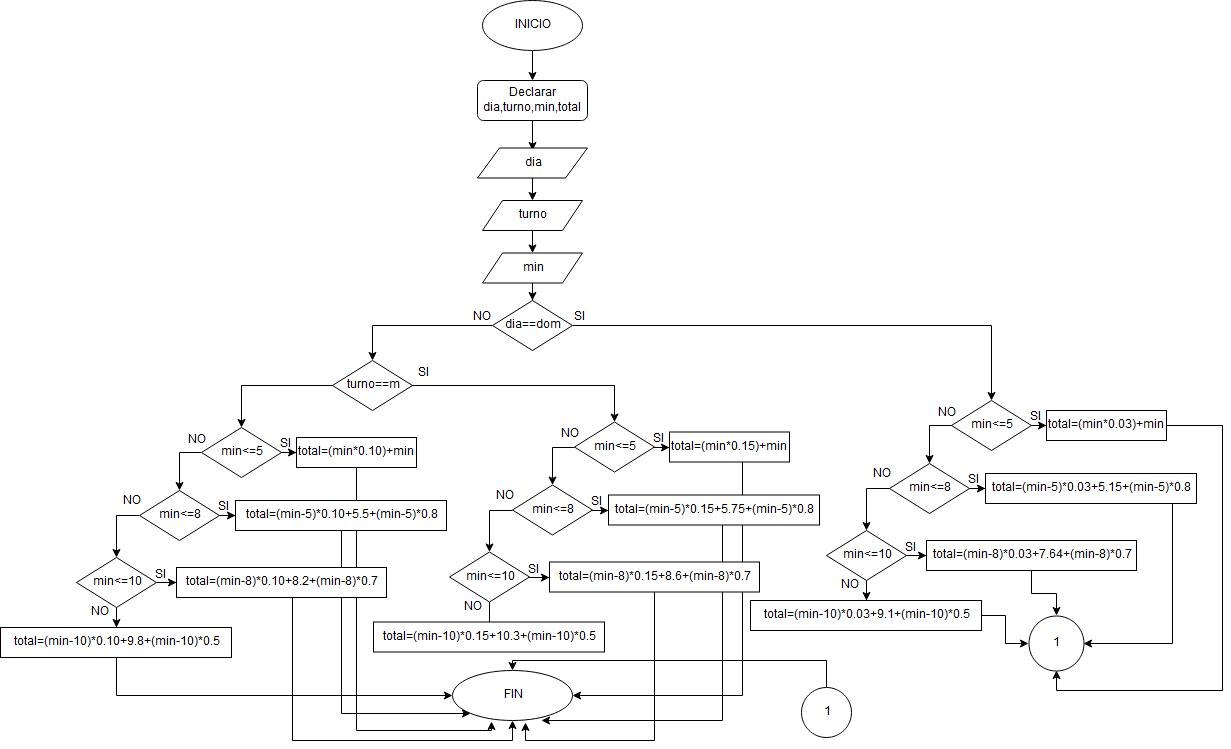 INICIO
Declarar
dia,turno,min,total
dia
turno
min
NO
dia==dom
SI
turno==m
SI
NO
min<=5
SI
total=(min*0.10)+min
NO
min<=8
SI
total=(min-5)*0.10+5.5+(min-5)*0.8
min<=10
SI
total=(min-8)*0.10+8.2+(min-8)*0.7
NO
total=(min-10)*0.10+9.8+(min-10)*0.5
NO
min<=5
SI
total=(min*0.15)+min
NO
min<=8
SI
total=(min-5)*0.15+5.75+(min-5)*0.8
min<=10
SI
total=(min-8)*0.15+8.6+(min-8)*0.7
NO
total=(min-10)*0.15+10.3+(min-10)*0.5
NO
min<=5
SI
total=(min*0.03)+min
NO
min<=8
SI
total=(min-5)*0.03+5.15+(min-5)*0.8
min<=10
SI
total=(min-8)*0.03+7.64+(min-8)*0.7
NO
total=(min-10)*0.03+9.1+(min-10)*0.5
1
FIN
1